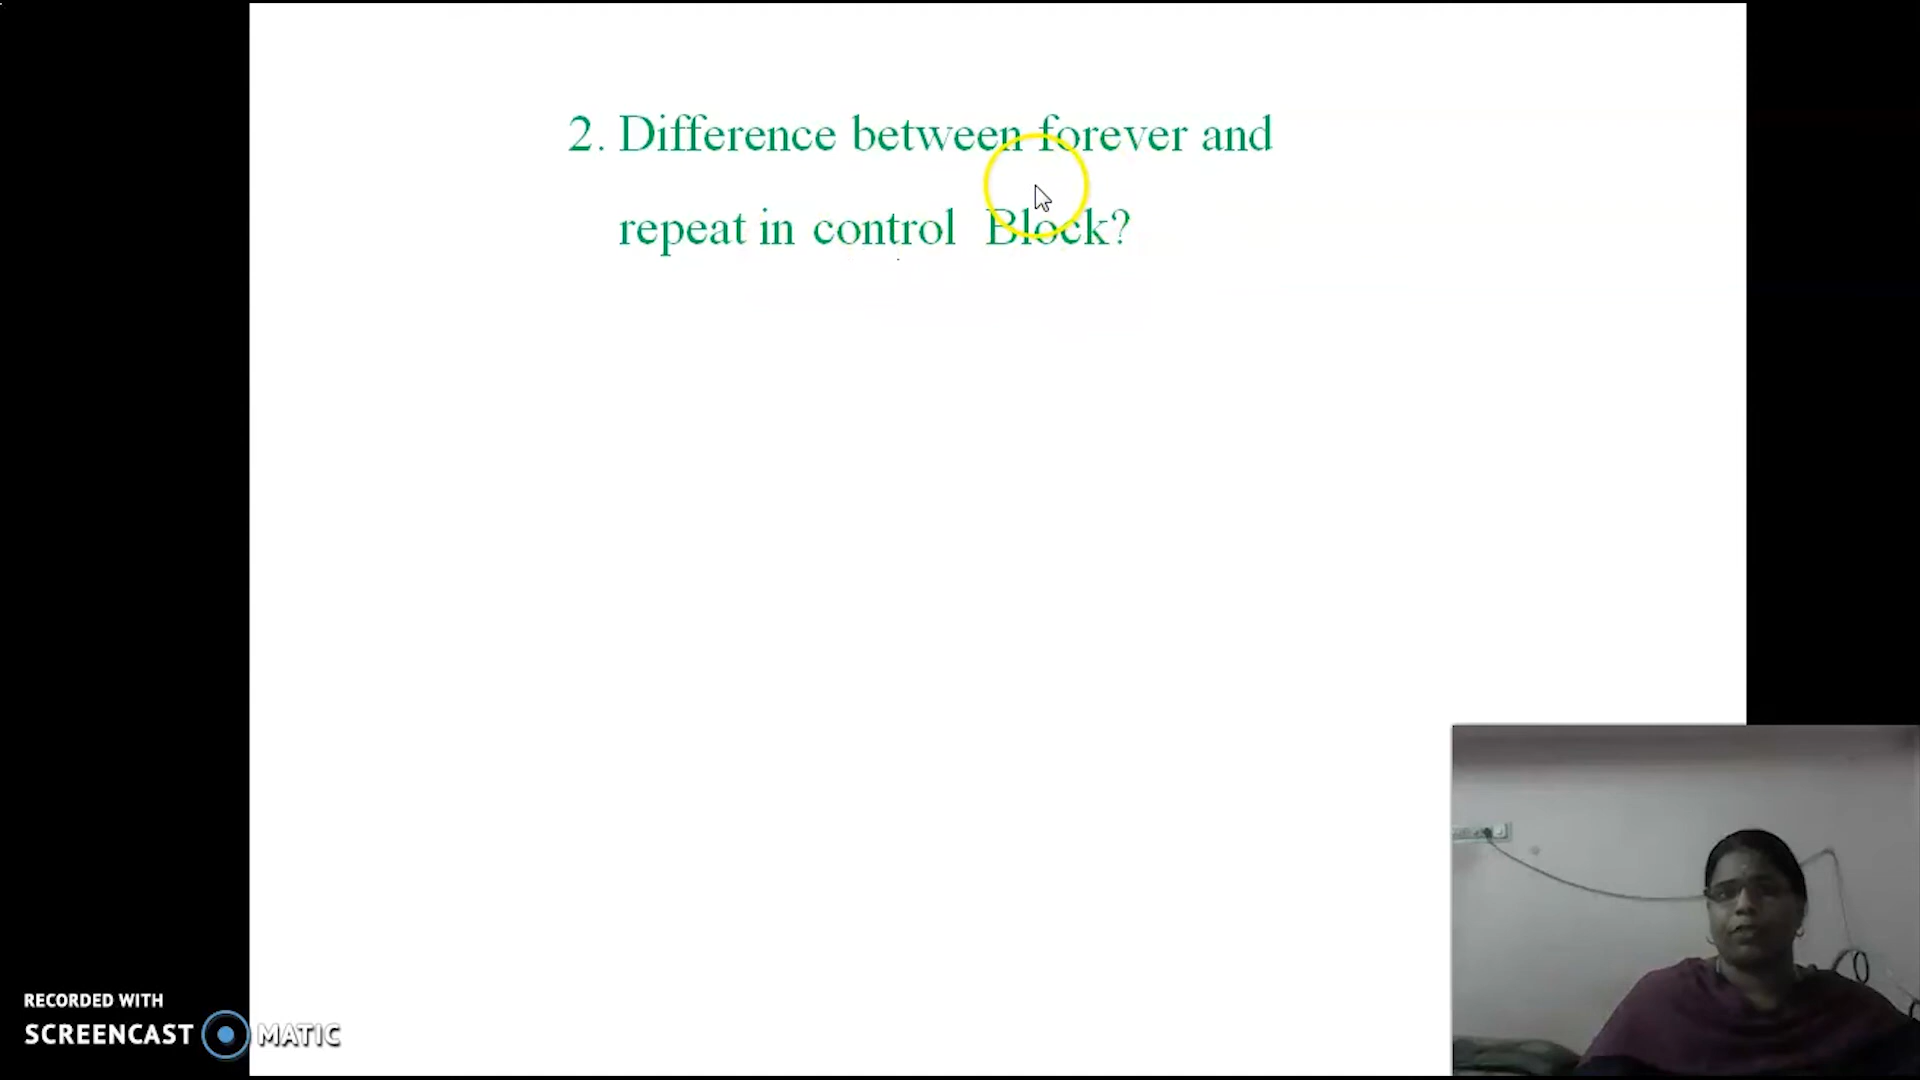 2. Difference between forever and
repeat in control Block?
RECORDED WITH
SCREENCAST MATIC